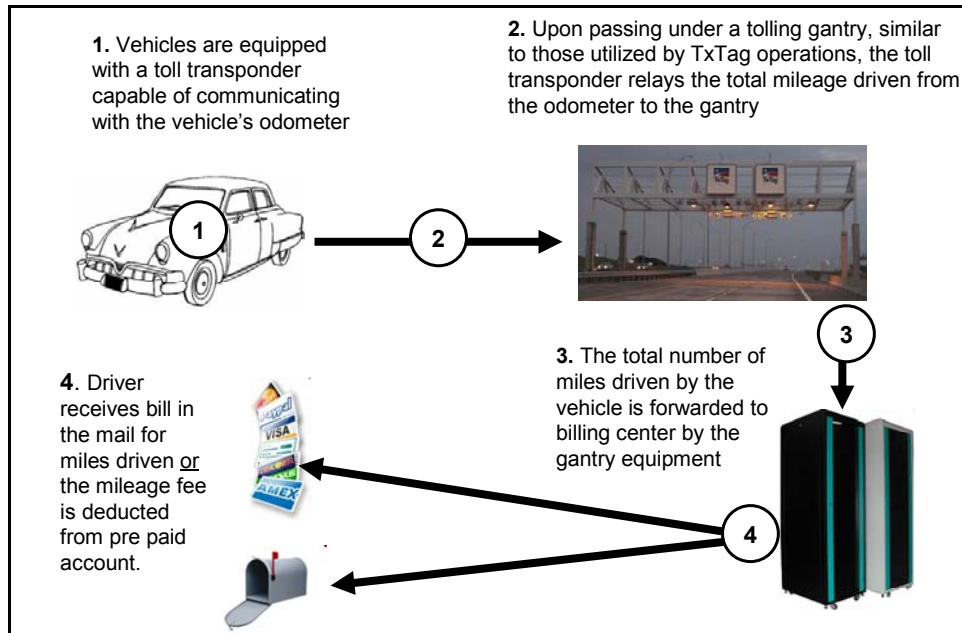 1. Vehicles are equipped
with a toll transponder
capable of communicating
with the vehicle's odometer
2. Upon passing under a tolling gantry, similar
to those utilized by TxTag operations, the toll
transponder relays the total mileage driven from
the odometer to the gantry
1
2
TxTag
TxTag
3
3. The total number of
miles driven by the
vehicle is forwarded to
billing center by the
gantry equipment
4. Driver
receives bill in
the mail for
miles driven or
the mileage fee
is deducted
from pre paid
account.
PayPal
VISA
AMEX
4